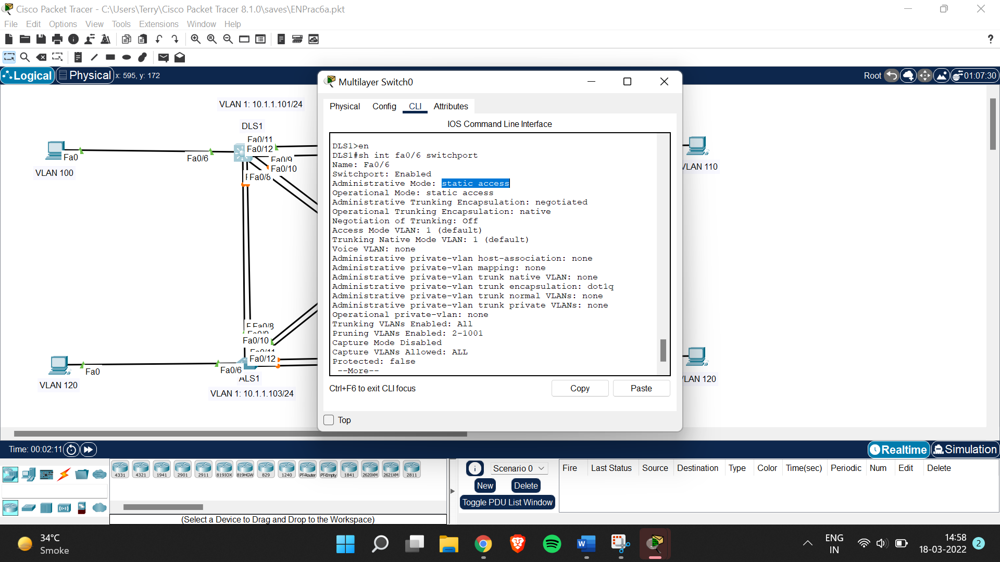 Cisco Packet Tracer - C:\Users\Terry\Cisco Packet Tracer 8.1.0\saves\ENPrac6a.pkt
File Edit Options View Tools Extensions Window Help
Logical Physical x: 595, y: 172
Root 01:07:30
VLAN 1: 10.1.1.101/24
DLS1
Fa0/11
Fa0/12
Fa0/9
Fa0/10
Fa0/8
Fa0
Fa0/6
VLAN 100
Fa0/8
Fa0/9
Fa0/10
Fa0/11
Fa0/12
Fa0
Fa0/6
ALS1
VLAN 120
VLAN 1: 10.1.1.103/24
Multilayer Switch0
Physical Config CLI Attributes
IOS Command Line Interface
DLS1>en
DLS1#sh int fa0/6 switchport
Name: Fa0/6
Switchport: Enabled
Administrative Mode: static access
Operational Mode: static access
Administrative Trunking Encapsulation: negotiated
Operational Trunking Encapsulation: native
Negotiation of Trunking: Off
Access Mode VLAN: 1 (default)
Trunking Native Mode VLAN: 1 (default)
Voice VLAN: none
Administrative private-vlan host-association: none
Administrative private-vlan mapping: none
Administrative private-vlan trunk native VLAN: none
Administrative private-vlan trunk encapsulation: dot1q
Administrative private-vlan trunk normal VLANs: none
Administrative private-vlan trunk private VLANs: none
Operational private-vlan: none
Trunking VLANs Enabled: All
Pruning VLANs Enabled: 2-1001
Capture Mode Disabled
Capture VLANs Allowed: ALL
Protected: false
--More--
Ctrl+F6 to exit CLI focus
Copy Paste
Top
VLAN 110
VLAN 120
Time: 00:02:11
Realtime Simulation
4331 4321 1941 2901 2911 819IOX 819HGW 829 1240 PT-Router PT-Empty 1841 2620XM 2621XM 2811
(Select a Device to Drag and Drop to the Workspace)
Scenario 0
New Delete
Toggle PDU List Window
Fire Last Status Source Destination Type Color Time(sec) Periodic Num Edit Delete
34°C
Smoke
ENG
IN
14:58
18-03-2022
2